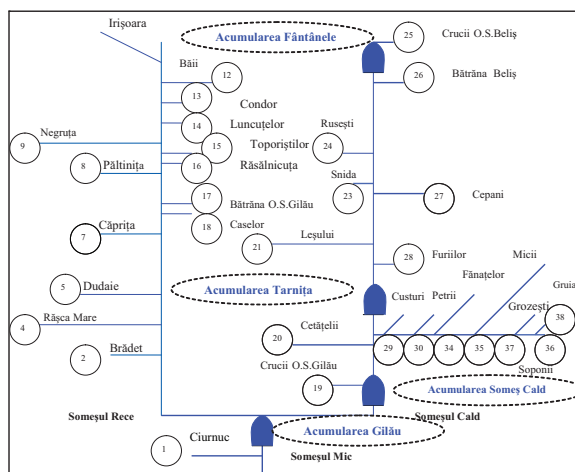 Irişoara
Acumularea Fântânele
25
Crucii O.S.Beliş
Băii
12
26
Bătrâna Beliş
13
Condor
14
Luncuţelor
Negruţa
9
15
Toporiştilor
Ruseşti
24
8
Păltiniţa
16
Răsălnicuţa
Snida
23
17
Bătrâna O.S.Gilău
27
Cepani
Căpriţa
7
18
Caselor
21
Leşului
28
Furiilor
Micii
Fănaţelor
5
Dudaie
Acumularea Tarniţa
Custuri
Petrii
Gruia
Grozeşti
38
4
Râşca Mare
20
Cetăţelii
2
Brădet
29
30
34
35
37
36
Crucii O.S.Gilău
Soponii
19
Acumularea Someş Cald
Someşul Rece
Someşul Cald
Acumularea Gilău
1
Ciurnuc
Someşul Mic